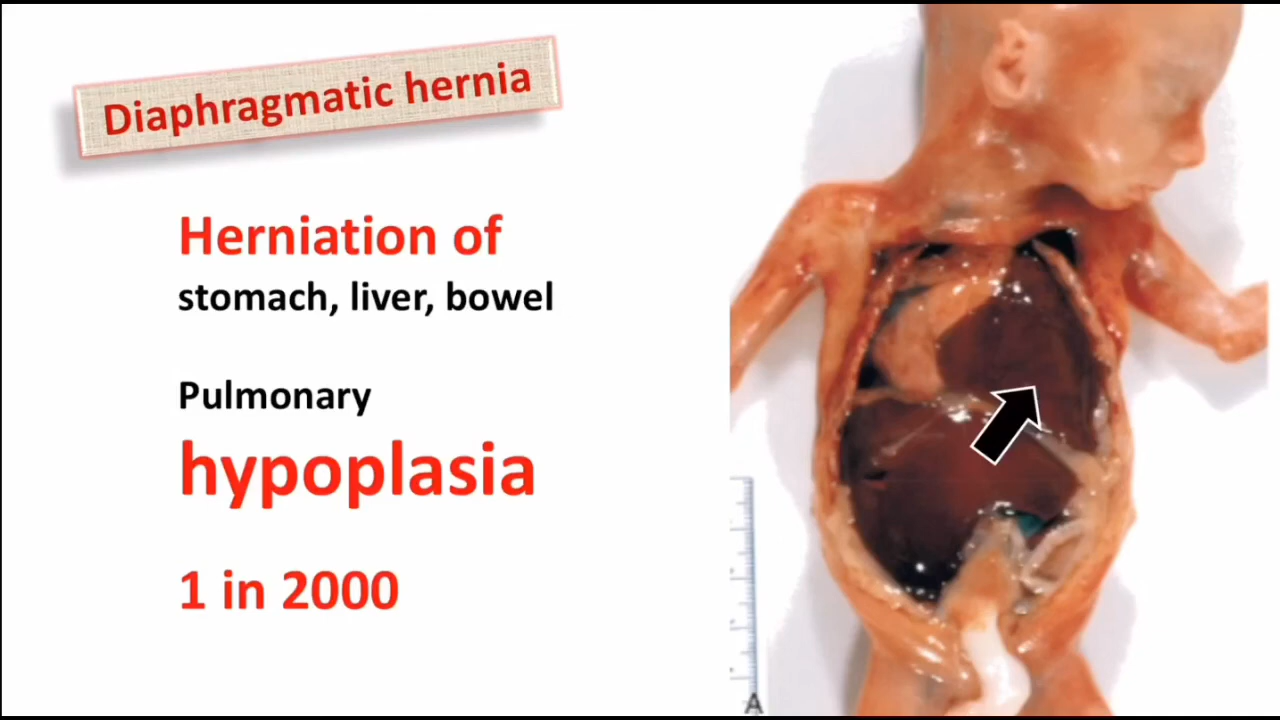 Diaphragmatic hernia
Herniation of
stomach, liver, bowel
Pulmonary
hypoplasia
1 in 2000
A